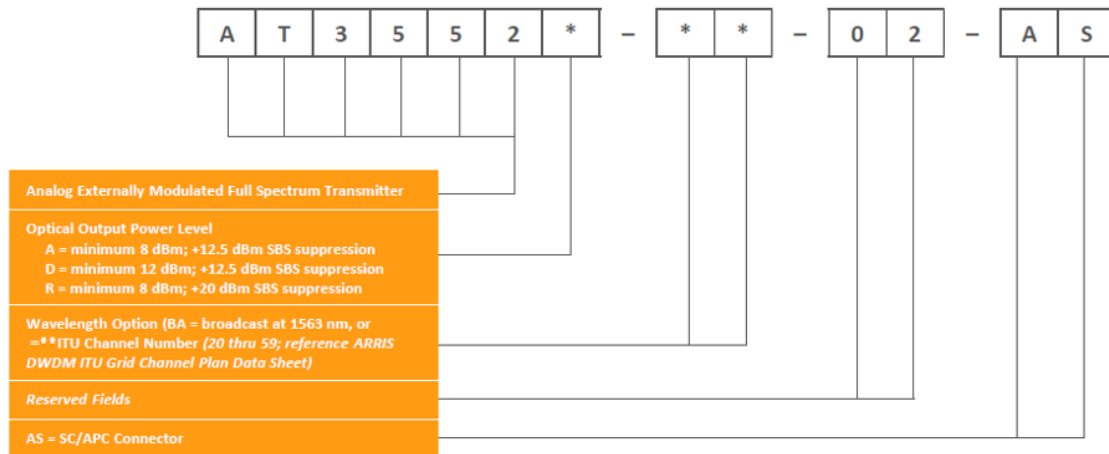 A T 3 5 5 2 * – * * – 0 2 – A S
Analog Externally Modulated Full Spectrum Transmitter
Optical Output Power Level
A = minimum 8 dBm; +12.5 dBm SBS suppression
D = minimum 12 dBm; +12.5 dBm SBS suppression
R = minimum 8 dBm; +20 dBm SBS suppression
Wavelength Option (BA = broadcast at 1563 nm, or
=**ITU Channel Number (20 thru 59; reference ARRIS
DWDM ITU Grid Channel Plan Data Sheet)
Reserved Fields
AS = SC/APC Connector